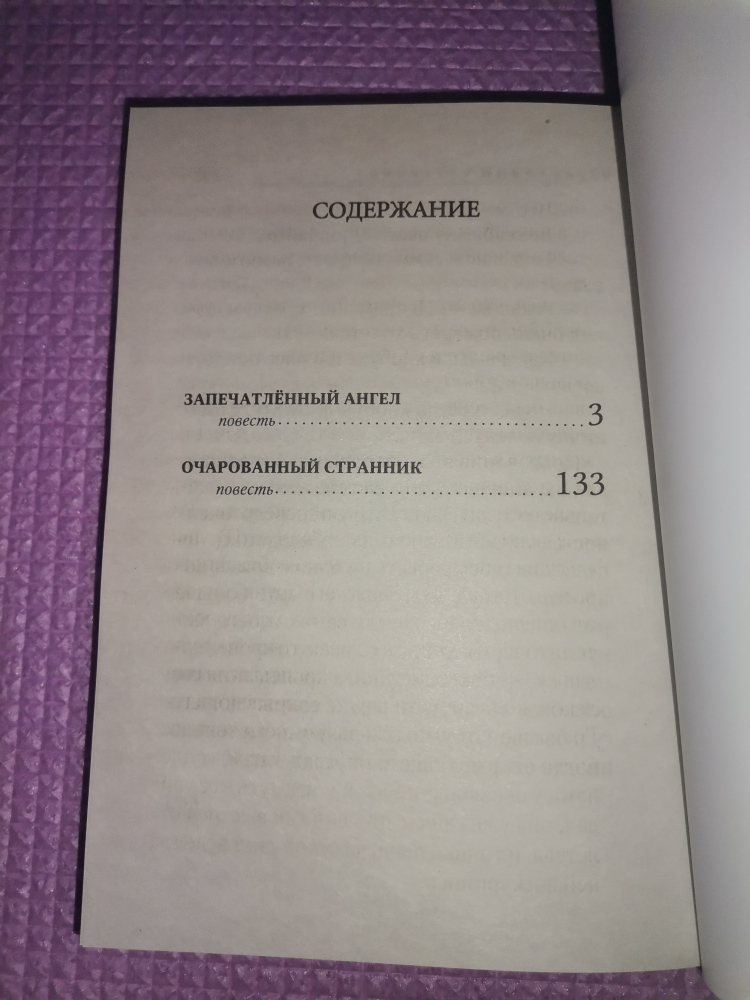 СОДЕРЖАНИЕ
ЗАПЕЧАТЛЁННЫЙ АНГЕЛ
повесть........................................3
ОЧАРОВАННЫЙ СТРАННИК
повесть....................................133